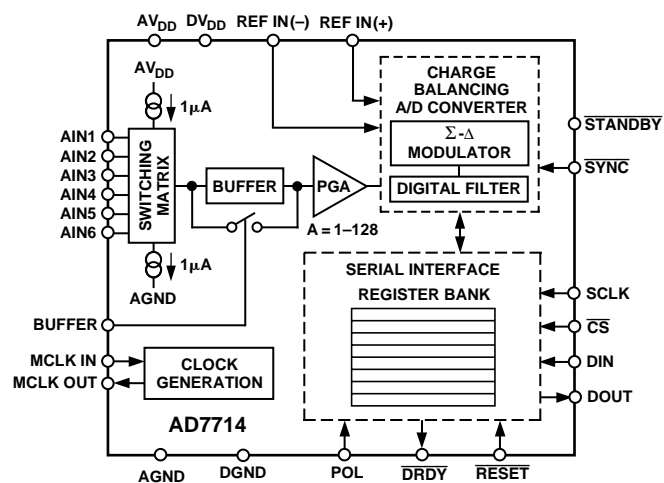 AVDD DVDD REF IN(–) REF IN(+)
AVDD
1μA
CHARGE
BALANCING
A/D CONVERTER
Σ-Δ
MODULATOR
DIGITAL FILTER
STANDBY
SYNC
AIN1
AIN2
AIN3
AIN4
AIN5
AIN6
SWITCHING
MATRIX
BUFFER
PGA
A = 1–128
1μA
AGND
SERIAL INTERFACE
REGISTER BANK
SCLK
CS
DIN
DOUT
BUFFER
MCLK IN
MCLK OUT
CLOCK
GENERATION
AD7714
AGND DGND POL DRDY RESET